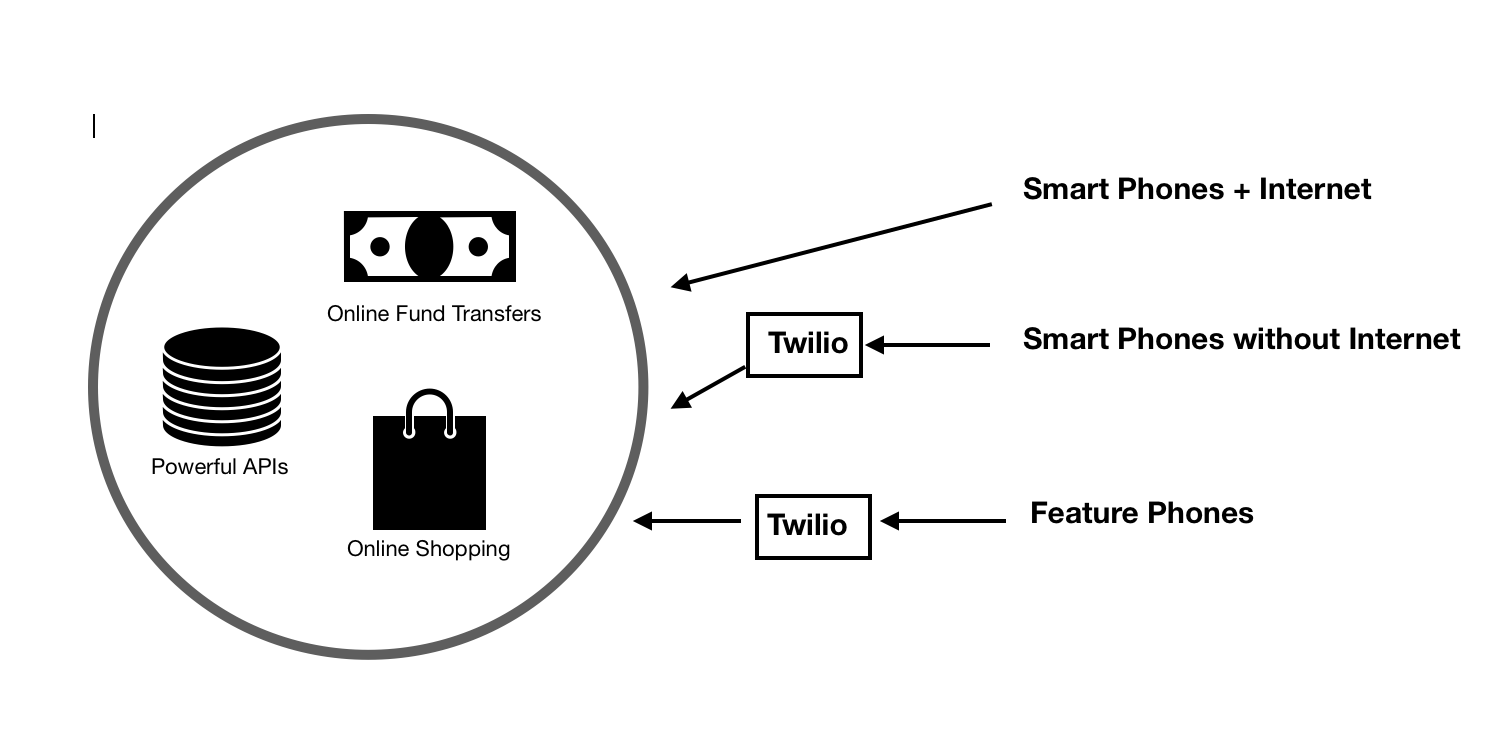 Smart Phones + Internet
Online Fund Transfers
Twilio
Smart Phones without Internet
Powerful APIs
Twilio
Feature Phones
Online Shopping